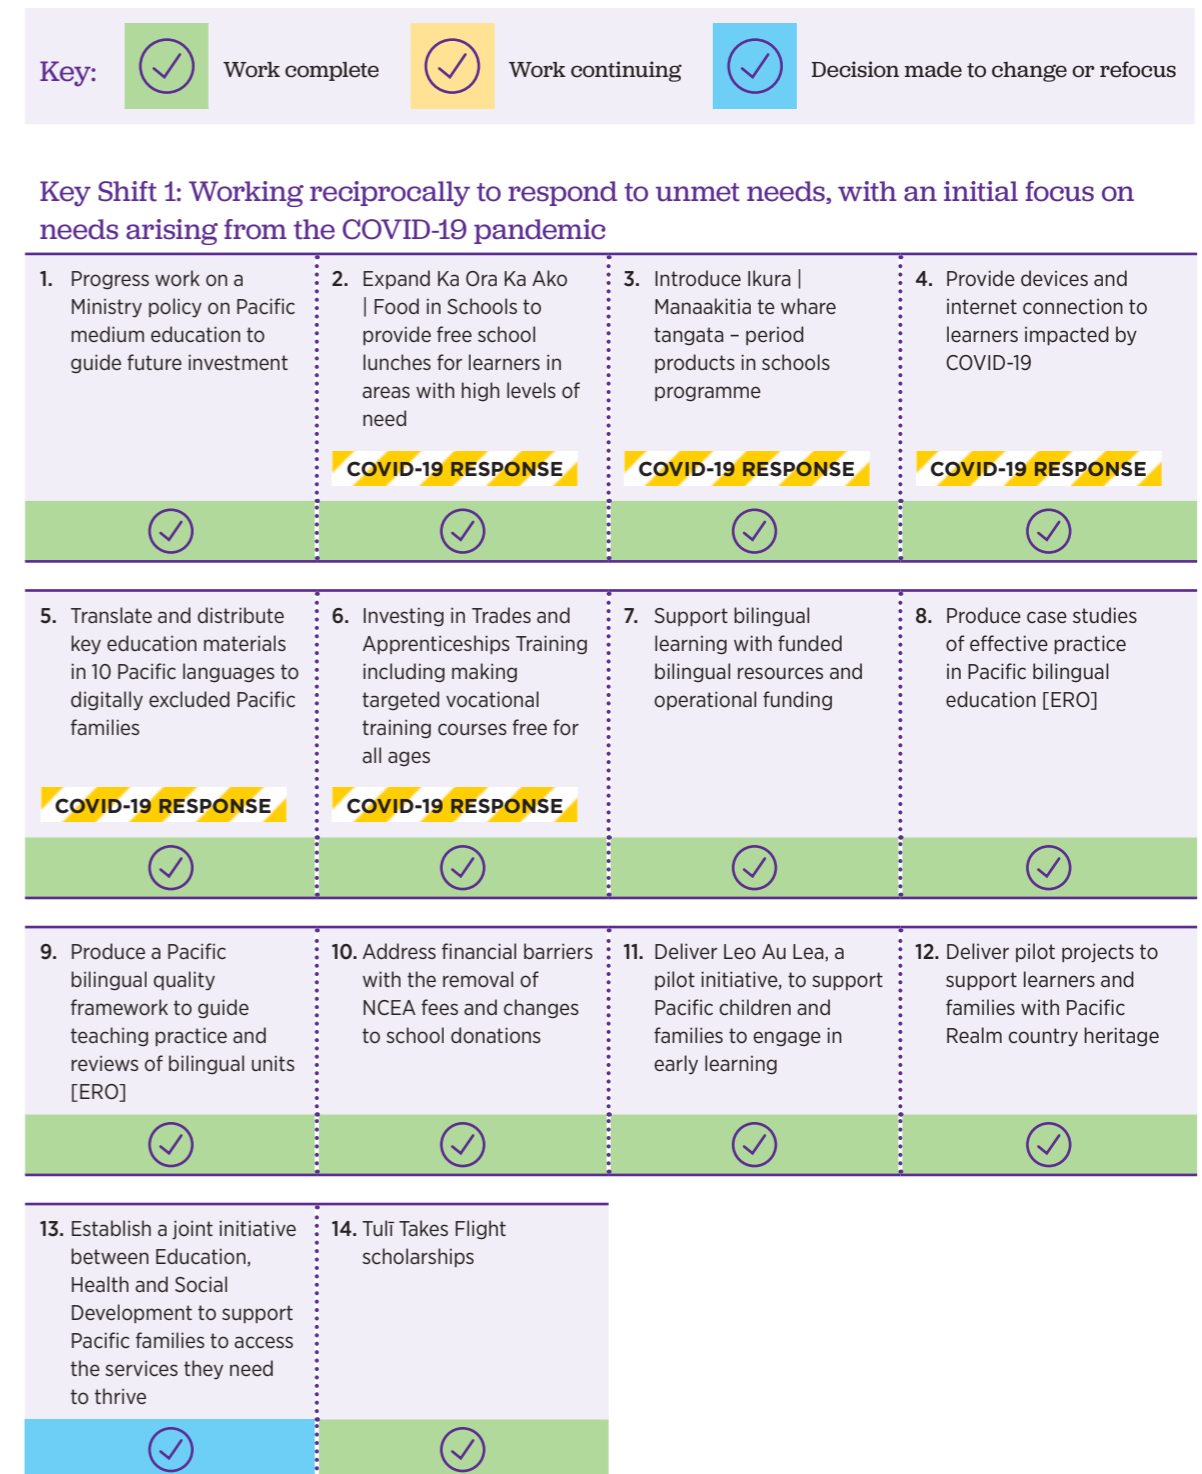 Key:
Work complete
Work continuing
Decision made to change or refocus
Key Shift 1: Working reciprocally to respond to unmet needs, with an initial focus on
needs arising from the COVID-19 pandemic
1. Progress work on a
Ministry policy on Pacific
medium education to
guide future investment
2. Expand Ka Ora Ka Ako
| Food in Schools to
provide free school
lunches for learners in
areas with high levels of
need
COVID-19 RESPONSE
3. Introduce Ikura |
Manaakitia te whare
tangata – period
products in schools
programme
COVID-19 RESPONSE
4. Provide devices and
internet connection to
learners impacted by
COVID-19
COVID-19 RESPONSE
5. Translate and distribute
key education materials
in 10 Pacific languages to
digitally excluded Pacific
families
COVID-19 RESPONSE
6. Investing in Trades and
Apprenticeships Training
including making
targeted vocational
training courses free for
all ages
COVID-19 RESPONSE
7. Support bilingual
learning with funded
bilingual resources and
operational funding
8. Produce case studies
of effective practice
in Pacific bilingual
education [ERO]
9. Produce a Pacific
bilingual quality
framework to guide
teaching practice and
reviews of bilingual units
[ERO]
10. Address financial barriers
with the removal of
NCEA fees and changes
to school donations
11. Deliver Leo Au Lea, a
pilot initiative, to support
Pacific children and
families to engage in
early learning
12. Deliver pilot projects to
support learners and
families with Pacific
Realm country heritage
13. Establish a joint initiative
between Education,
Health and Social
Development to support
Pacific families to access
the services they need
to thrive
14. Tulī Takes Flight
scholarships